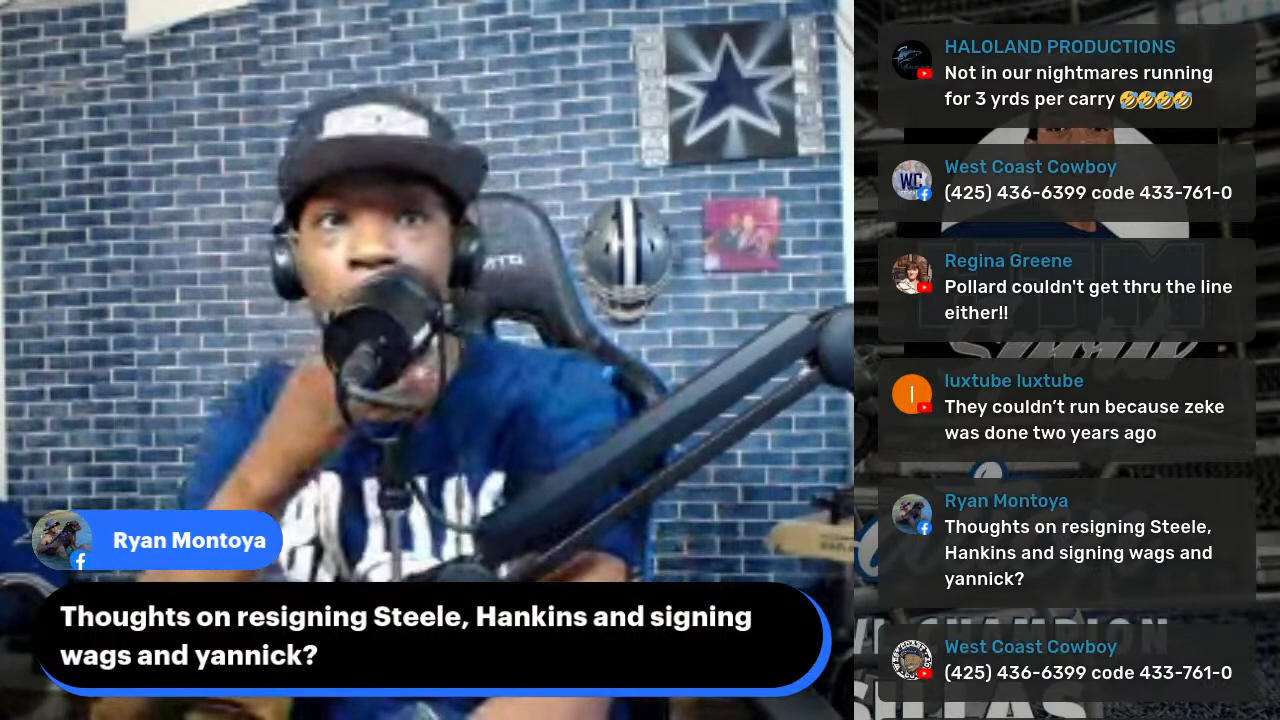 HALOLAND PRODUCTIONS
Not in our nightmares running
for 3 yrds per carry 🤣🤣🤣🤣
West Coast Cowboy
(425) 436-6399 code 433-761-0
Regina Greene
Pollard couldn't get thru the line
either!!
luxtube luxtube
They couldn’t run because zeke
was done two years ago
Ryan Montoya
Thoughts on resigning Steele,
Hankins and signing wags and
yannick?
West Coast Cowboy
(425) 436-6399 code 433-761-0
Ryan Montoya
Thoughts on resigning Steele, Hankins and signing
wags and yannick?
WC
Sports
CHAMPION